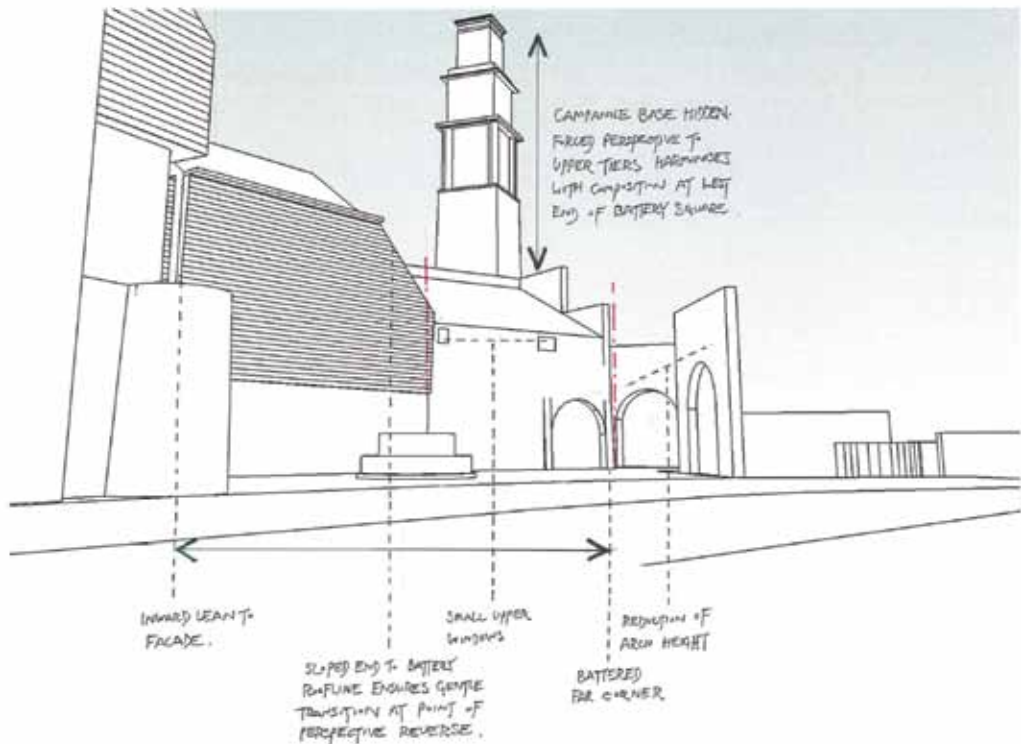 CAMPANILE BASE HIDDEN.
FORCED PERSPECTIVE TO
UPPER TIERS HARMONISES
WITH COMPOSITION AT WEST
END OF BATTERY SQUARE.
INWARD LEAN TO
FACADE.
SLOPED END TO BATTERY
ROOFLINE ENSURES GENTLE
TRANSITION AT POINT OF
PERSPECTIVE REVERSE.
SMALL UPPER
WINDOWS
BATTERED
FAR CORNER
REDUCTION OF
ARCH HEIGHT